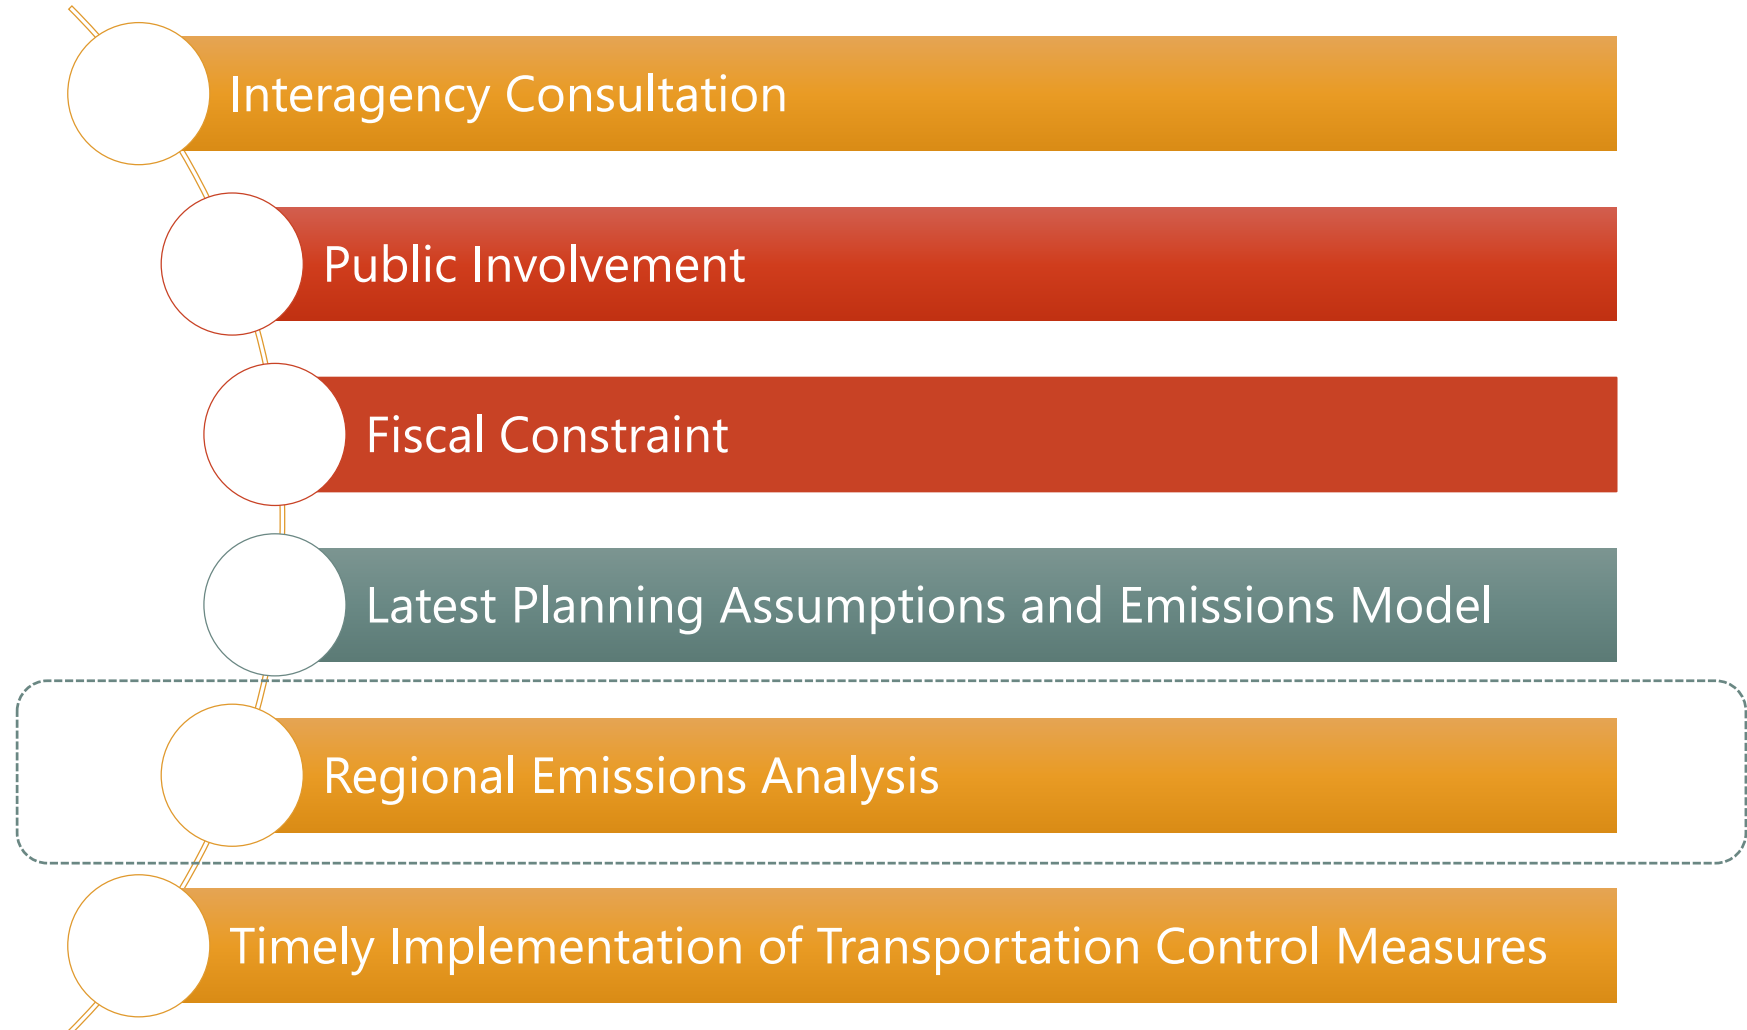 Interagency Consultation
Public Involvement
Fiscal Constraint
Latest Planning Assumptions and Emissions Model
Regional Emissions Analysis
Timely Implementation of Transportation Control Measures